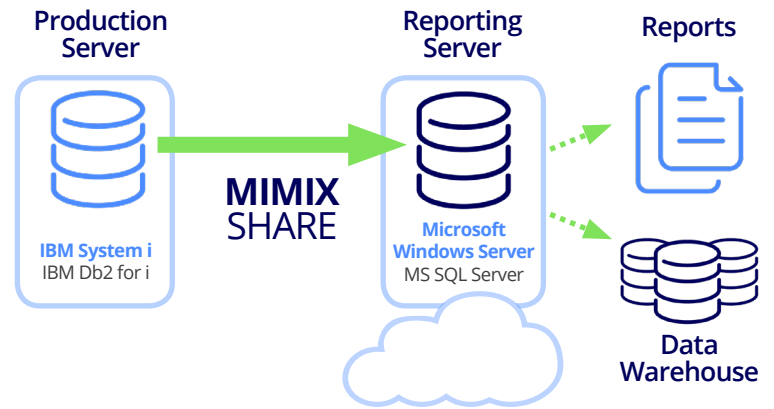 Production
Server
Reporting
Server
Reports
MIMIX
SHARE
IBM System i
IBM Db2 for i
Microsoft
Windows Server
MS SQL Server
Data
Warehouse